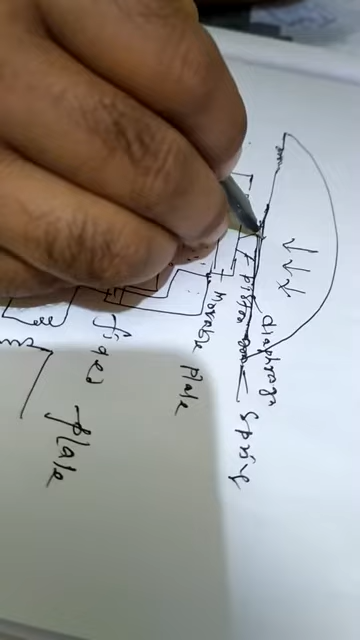 diaphragm
spring
piston
movable plate
fixed plate